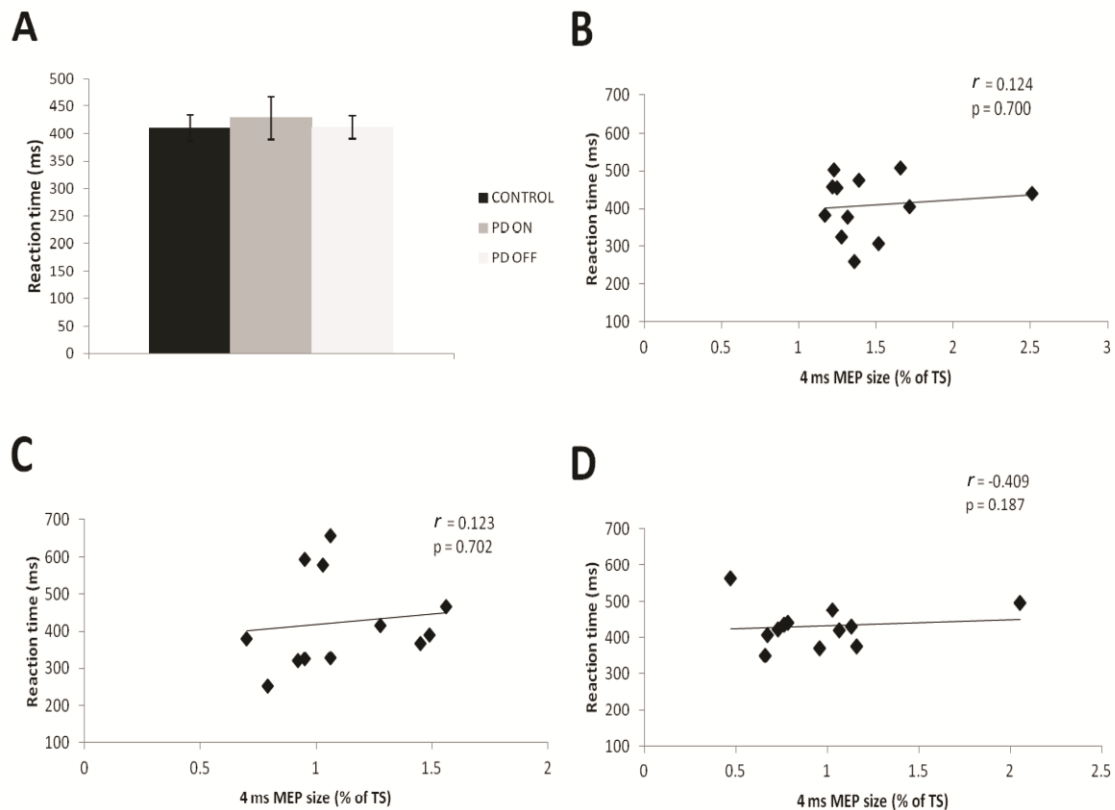 A
500
450
400
350
300
250
200
150
100
50
0
Reaction time (ms)
CONTROL
PD ON
PD OFF
B
r = 0.124
p = 0.700
700
600
500
400
300
200
100
Reaction time (ms)
0 0.5 1 1.5 2 2.5 3
4 ms MEP size (% of TS)
C
r = 0.123
p = 0.702
700
600
500
400
300
200
100
Reaction time (ms)
0 0.5 1 1.5 2
4 ms MEP size (% of TS)
D
r = -0.409
p = 0.187
700
600
500
400
300
200
100
Reaction time (ms)
0 0.5 1 1.5 2 2.5
4 ms MEP size (% of TS)